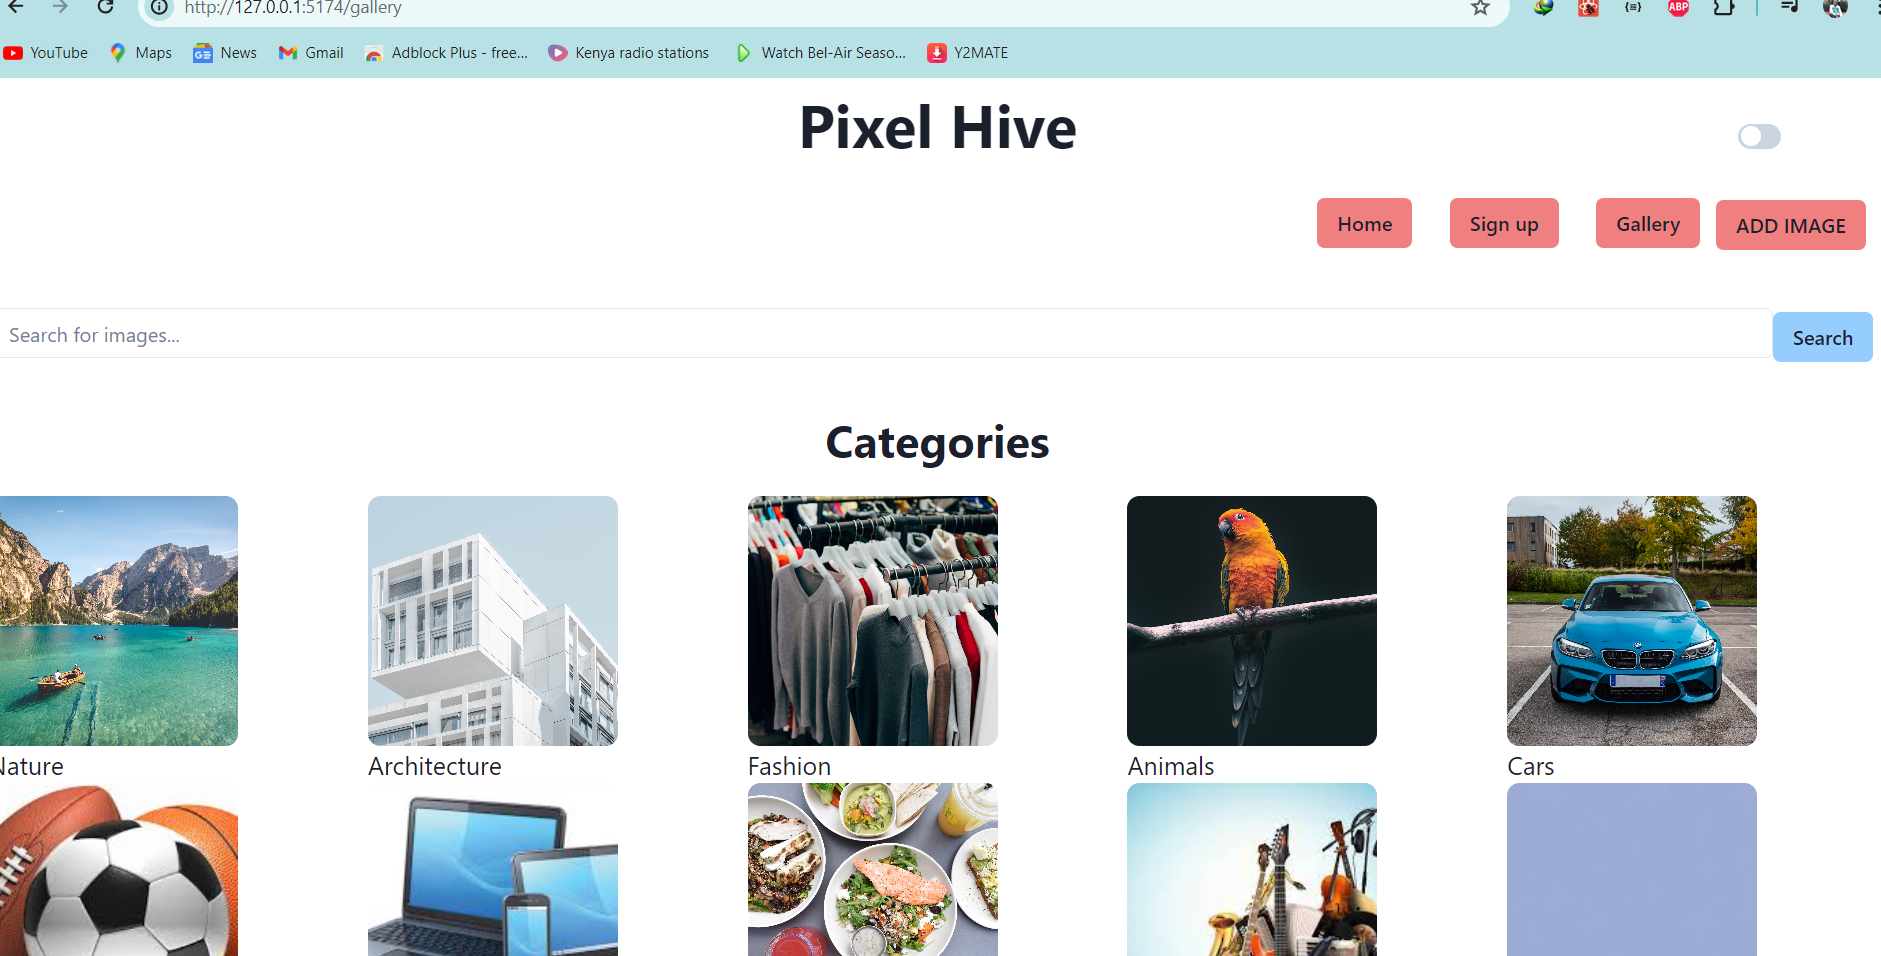 http://127.0.0.1:5174/gallery
ABP
YouTube Maps News Gmail Adblock Plus - free... Kenya radio stations Watch Bel-Air Seaso... Y2MATE
Pixel Hive
Home Sign up Gallery ADD IMAGE
Search for images... Search
Categories
Nature Architecture Fashion Animals Cars